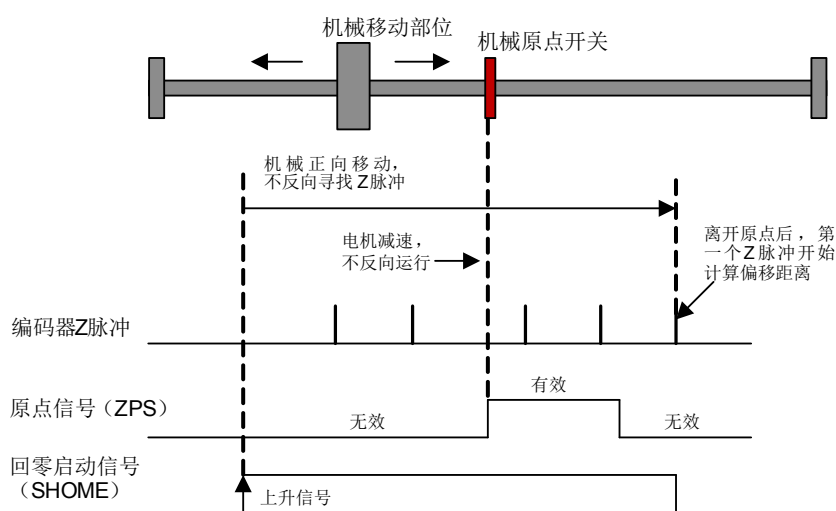 机械移动部位
机械原点开关
机械正向移动，
不反向寻找Z脉冲
电机减速，
不反向运行
离开原点后，第
一个Z脉冲开始
计算偏移距离
编码器Z脉冲
原点信号（ZPS）
无效
有效
无效
回零启动信号
（SHOME）
上升信号